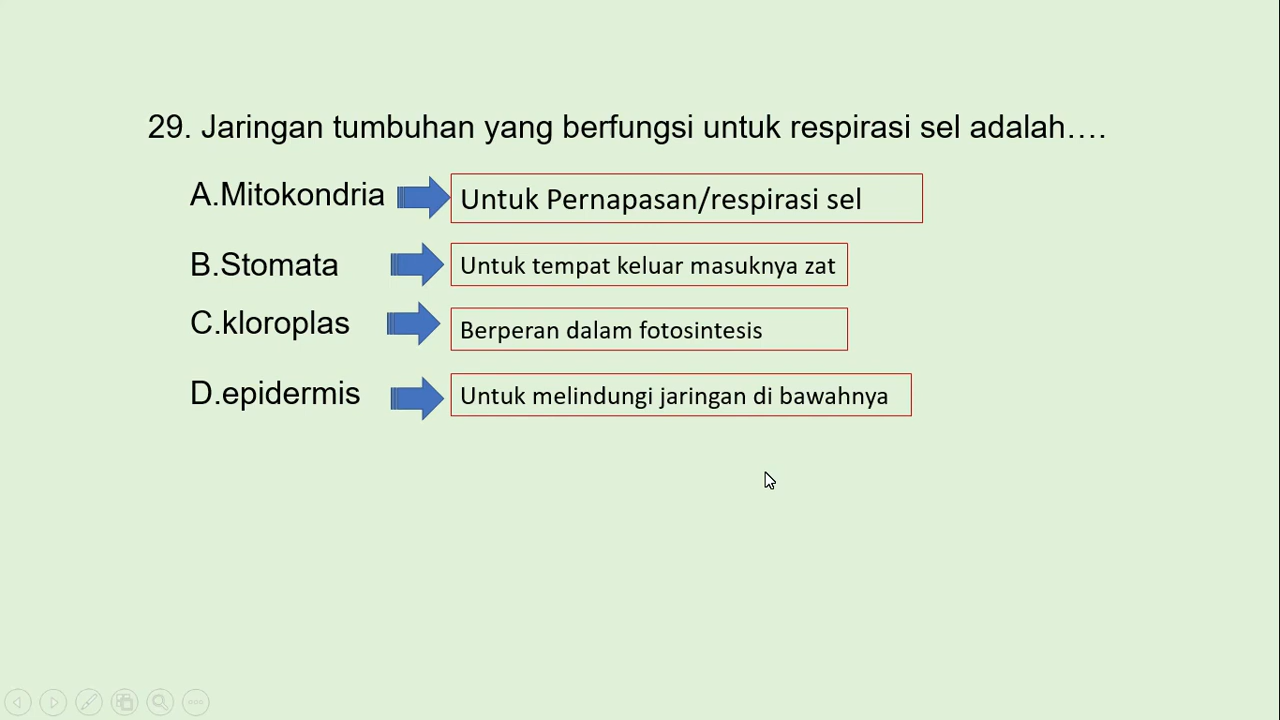 29. Jaringan tumbuhan yang berfungsi untuk respirasi sel adalah....
A.Mitokondria Untuk Pernapasan/respirasi sel
B.Stomata Untuk tempat keluar masuknya zat
C.kloroplas Berperan dalam fotosintesis
D.epidermis Untuk melindungi jaringan di bawahnya